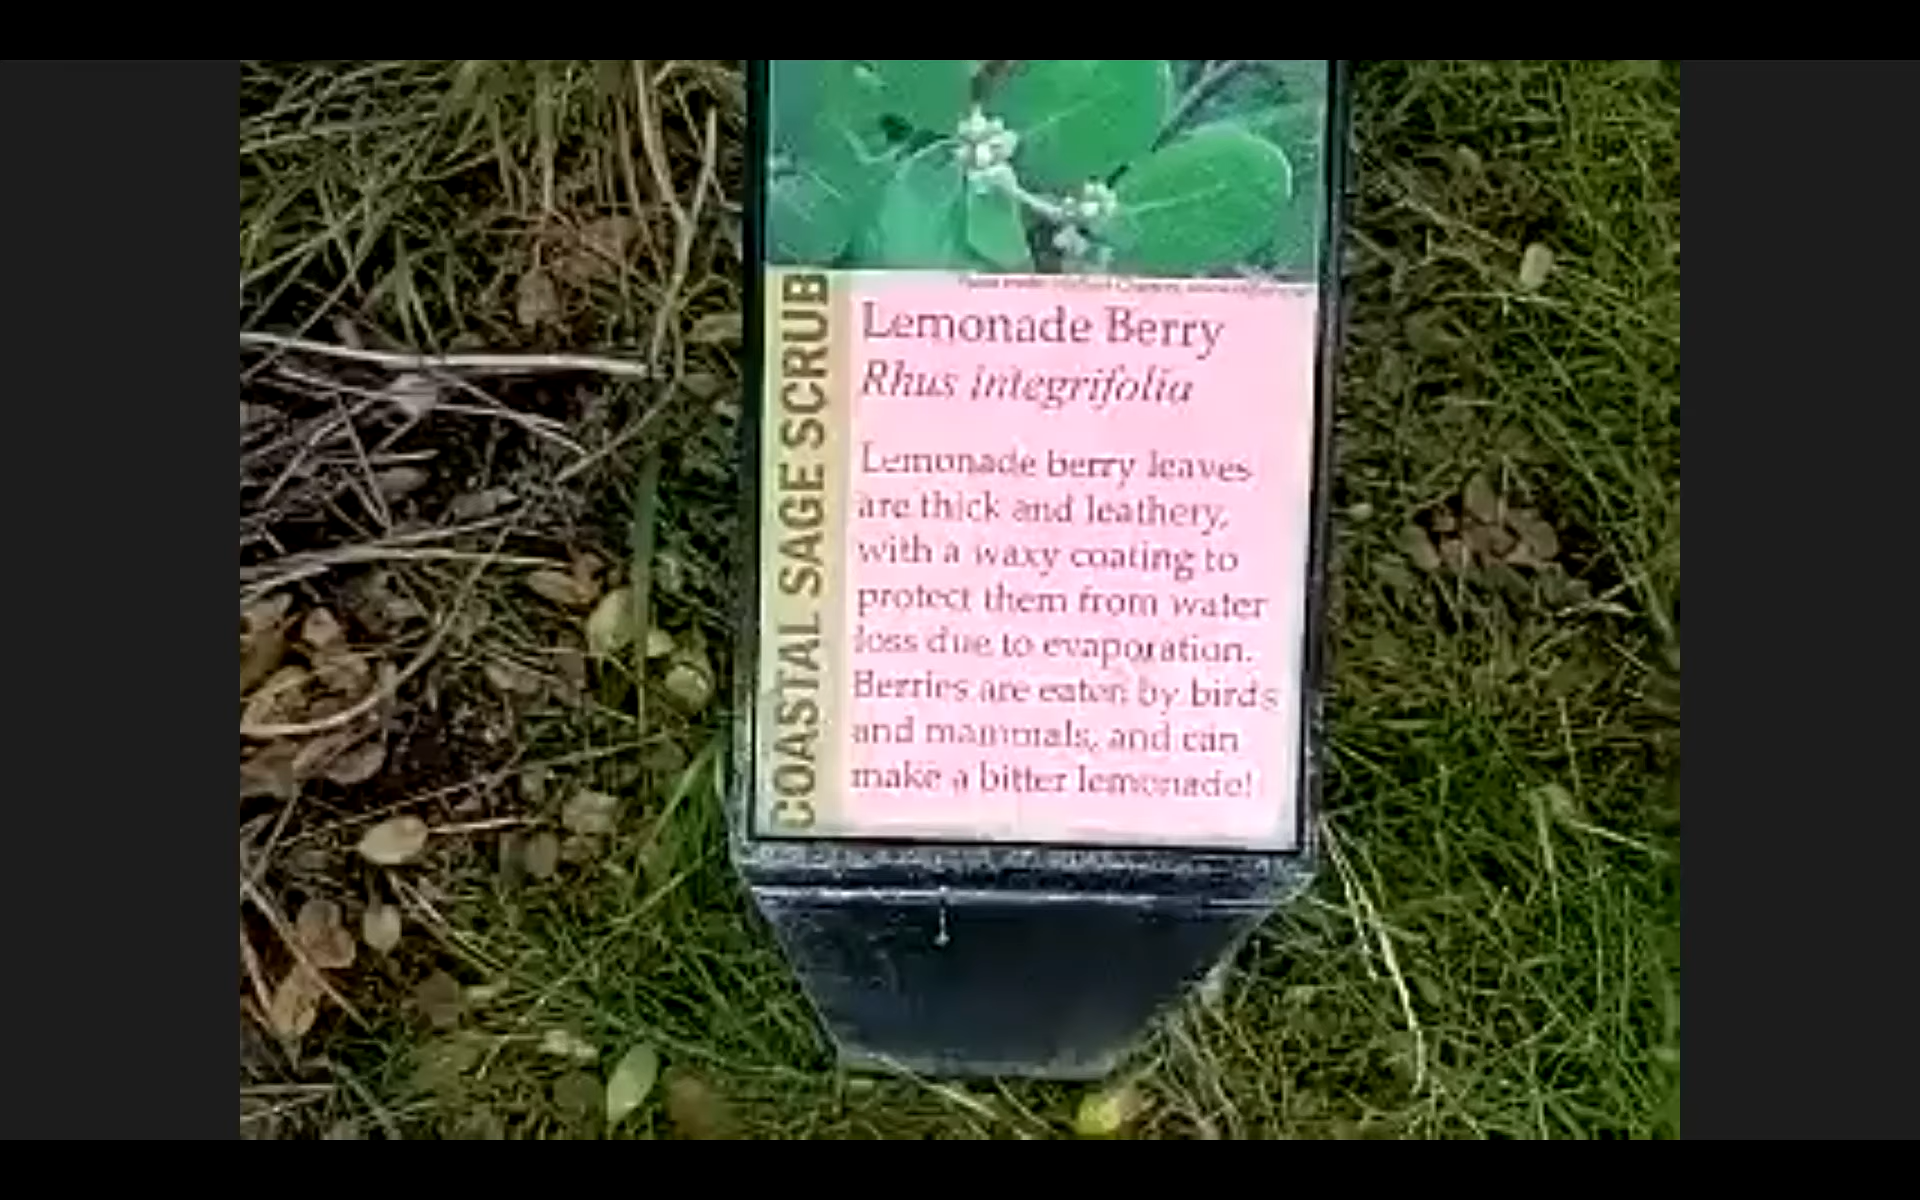 COASTAL SAGE SCRUB
Lemonade Berry
Rhus integrifolia
Lemonade berry leaves
are thick and leathery,
with a waxy coating to
protect them from water
loss due to evaporation.
Berries are eaten by birds
and mammals, and can
make a bitter lemonade!